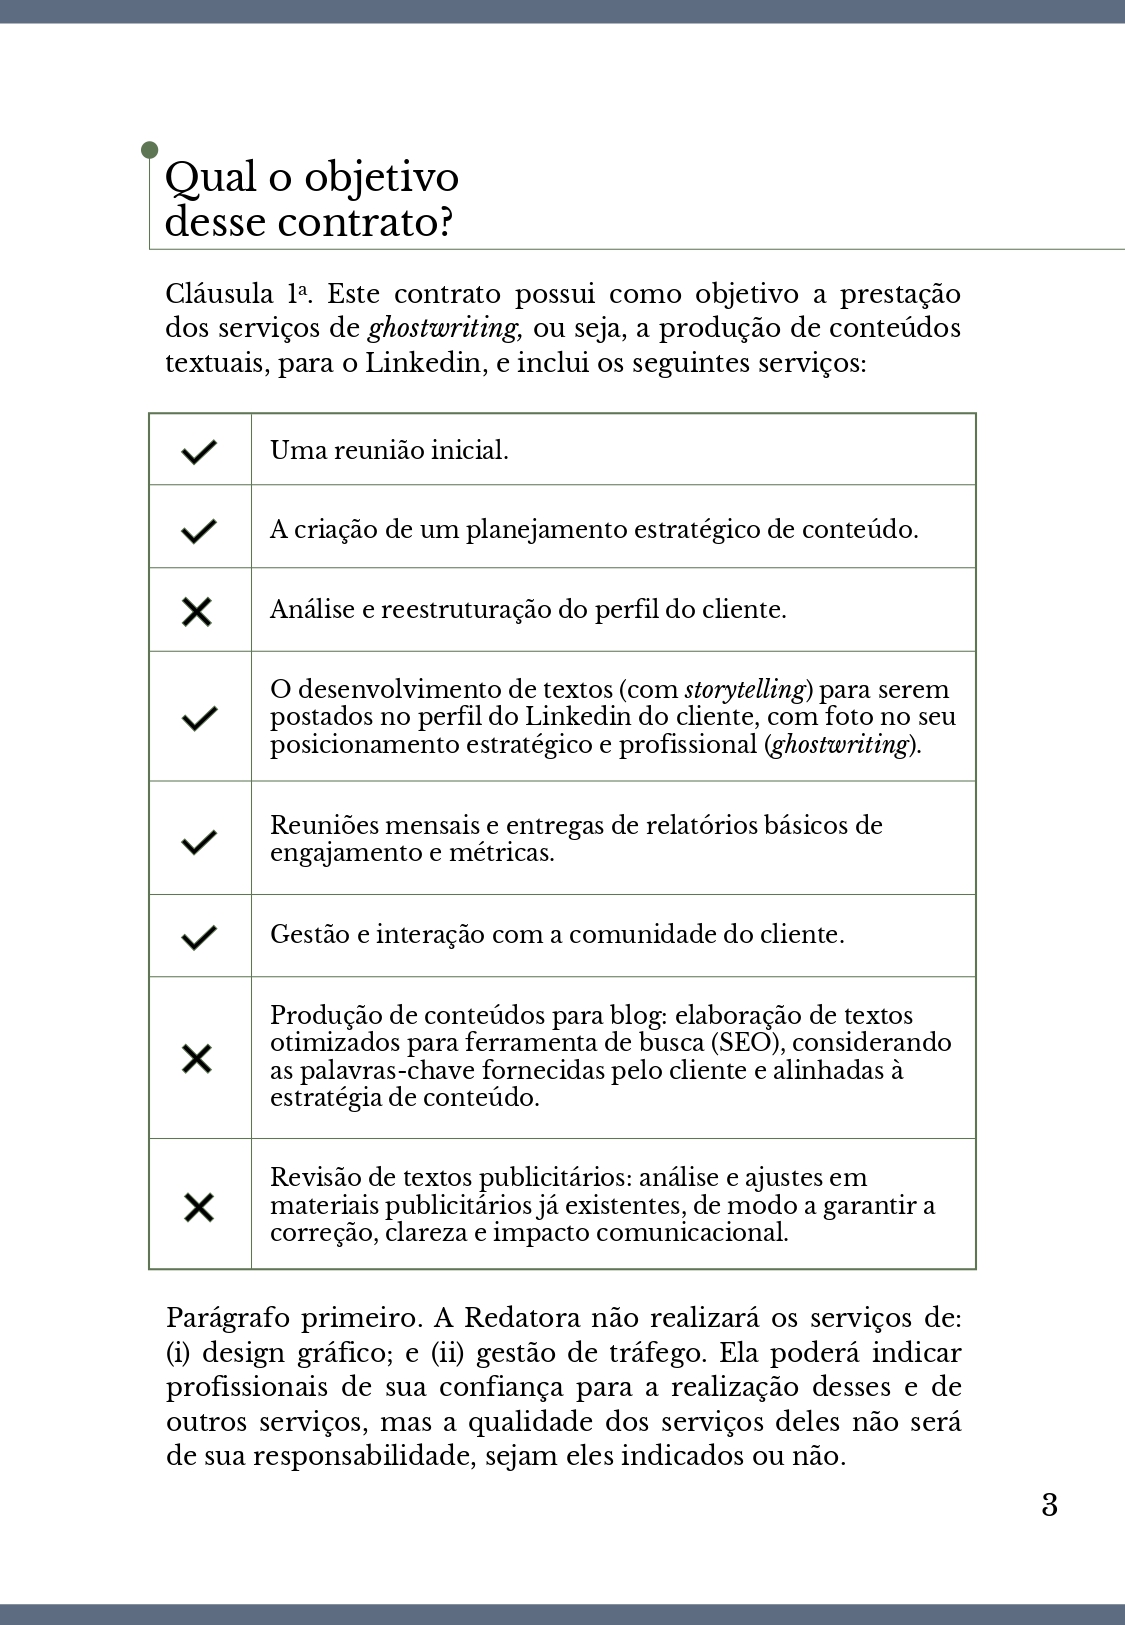 Qual o objetivo
desse contrato?
Cláusula 1ª. Este contrato possui como objetivo a prestação
dos serviços de ghostwriting, ou seja, a produção de conteúdos
textuais, para o Linkedin, e inclui os seguintes serviços:
Uma reunião inicial.
A criação de um planejamento estratégico de conteúdo.
Análise e reestruturação do perfil do cliente.
O desenvolvimento de textos (com storytelling) para serem
postados no perfil do Linkedin do cliente, com foto no seu
posicionamento estratégico e profissional (ghostwriting).
Reuniões mensais e entregas de relatórios básicos de
engajamento e métricas.
Gestão e interação com a comunidade do cliente.
Produção de conteúdos para blog: elaboração de textos
otimizados para ferramenta de busca (SEO), considerando
as palavras-chave fornecidas pelo cliente e alinhadas à
estratégia de conteúdo.
Revisão de textos publicitários: análise e ajustes em
materiais publicitários já existentes, de modo a garantir a
correção, clareza e impacto comunicacional.
Parágrafo primeiro. A Redatora não realizará os serviços de:
(i) design gráfico; e (ii) gestão de tráfego. Ela poderá indicar
profissionais de sua confiança para a realização desses e de
outros serviços, mas a qualidade dos serviços deles não será
de sua responsabilidade, sejam eles indicados ou não.
3